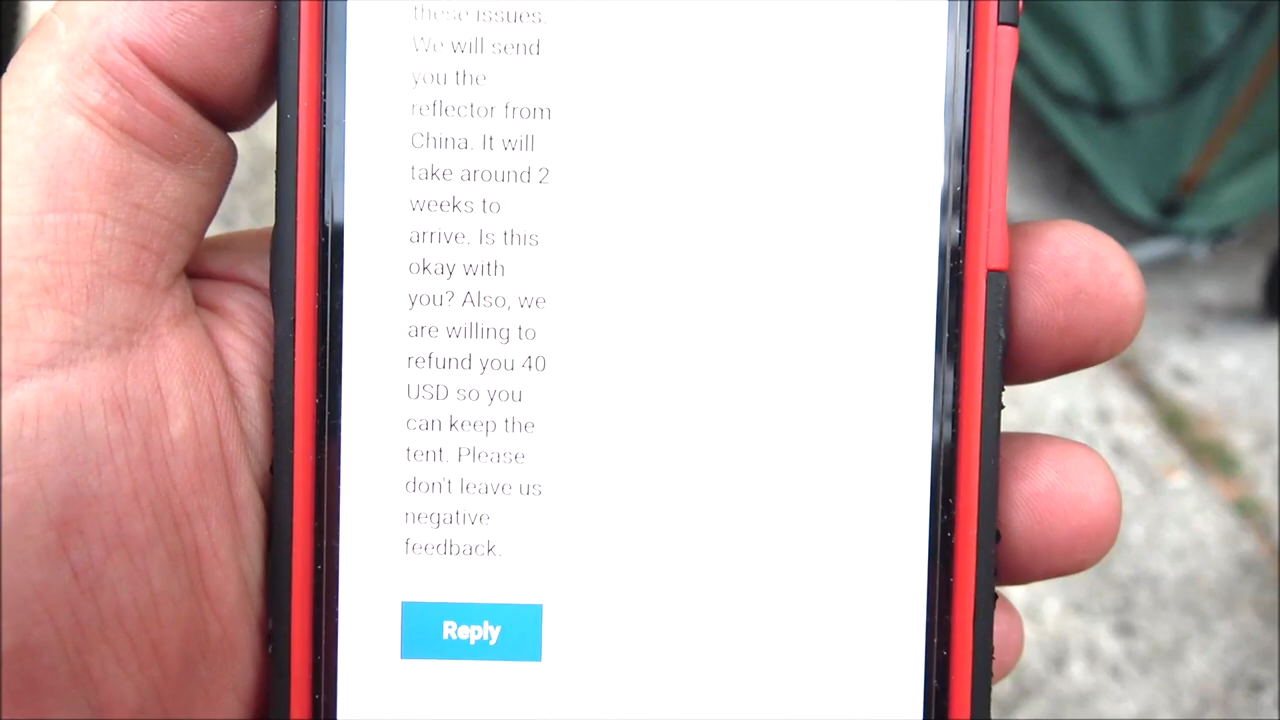 these issues.
We will send
you the
reflector from
China. It will
take around 2
weeks to
arrive. Is this
okay with
you? Also, we
are willing to
refund you 40
USD so you
can keep the
tent. Please
don't leave us
negative
feedback.
Reply